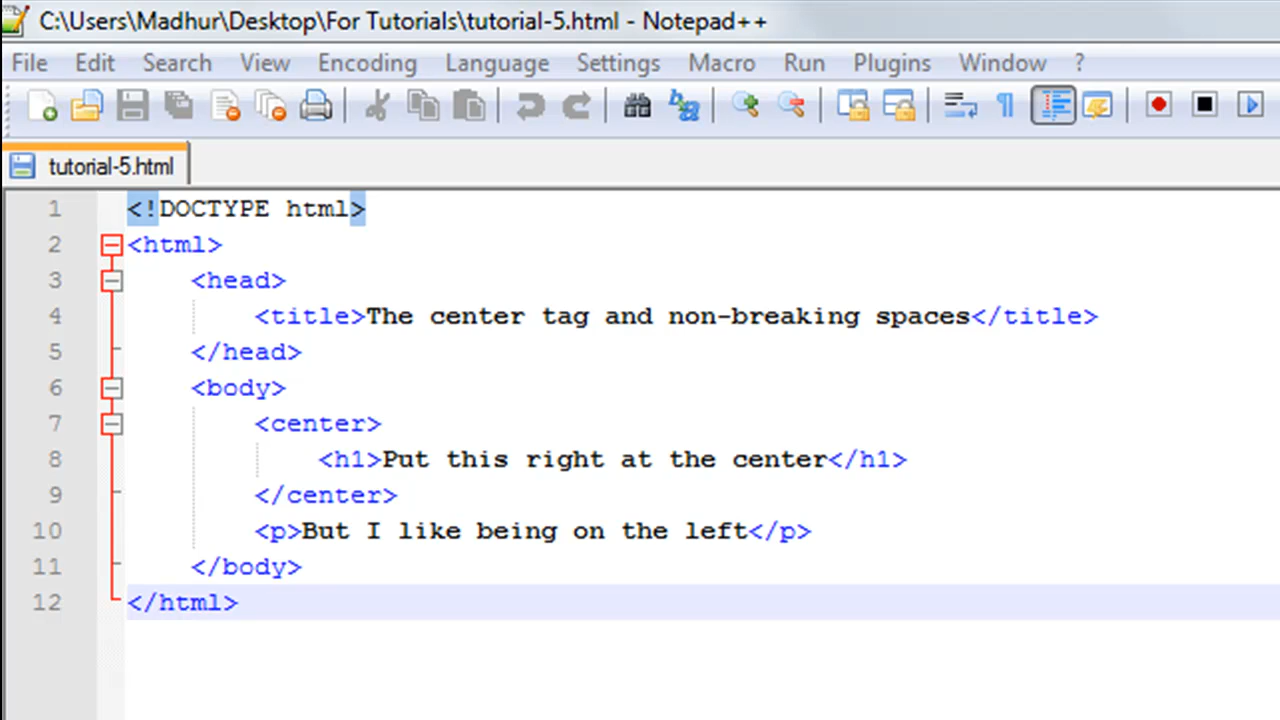 C:\Users\Madhur\Desktop\For Tutorials\tutorial-5.html - Notepad++
File Edit Search View Encoding Language Settings Macro Run Plugins Window ?
tutorial-5.html
1 <!DOCTYPE html>
2 <html>
3 <head>
4 <title>The center tag and non-breaking spaces</title>
5 </head>
6 <body>
7 <center>
8 <h1>Put this right at the center</h1>
9 </center>
10 <p>But I like being on the left</p>
11 </body>
12 </html>